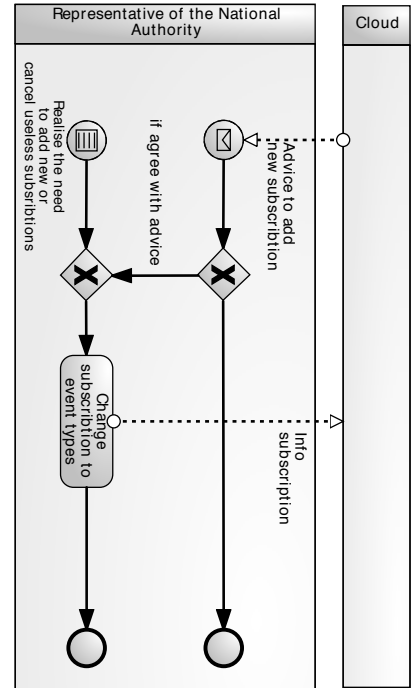 Representative of the National
Authority
Cloud
Realise the need
to add new or
cancel useless subsribtions
if agree with advice
Advice to add
new subscribtion
Change
subscribtion to
event types
Info
subscription